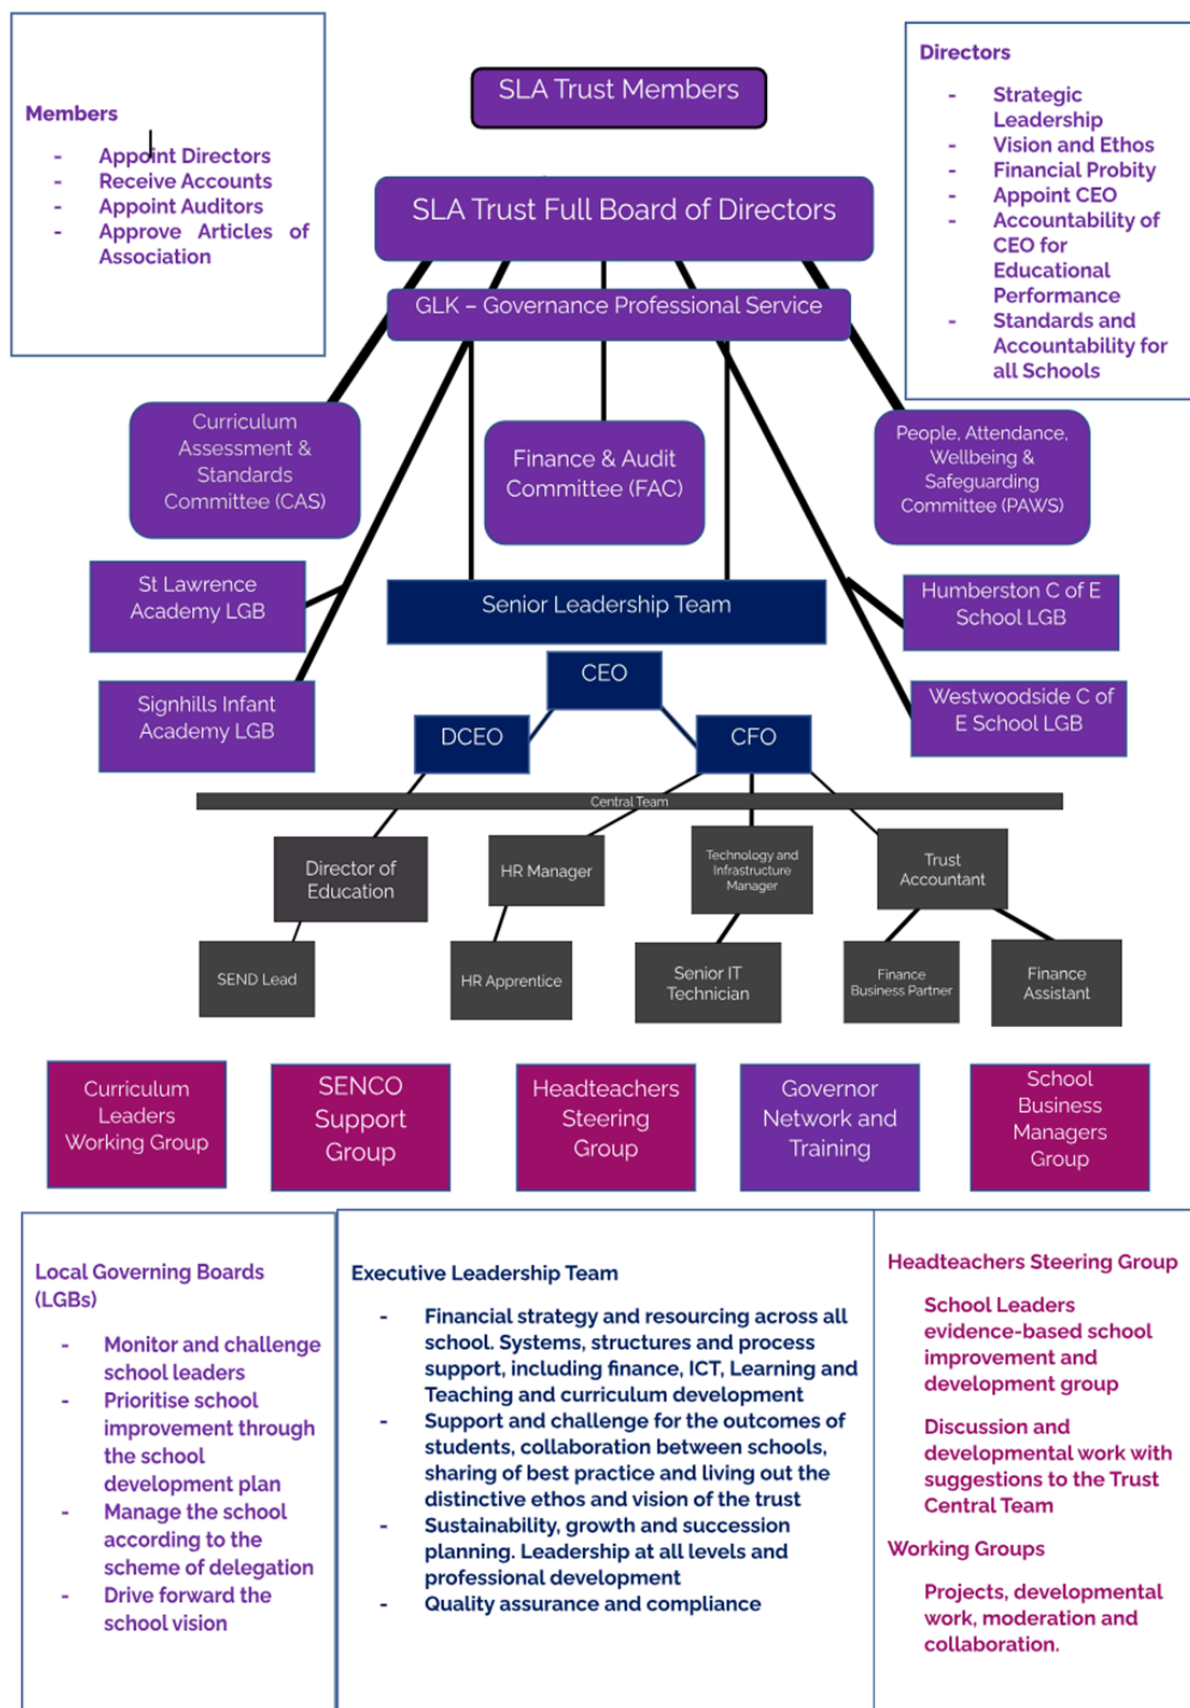 Members
- Appoint Directors
- Receive Accounts
- Appoint Auditors
- Approve Articles of
Association
SLA Trust Members
Directors
- Strategic
Leadership
- Vision and Ethos
- Financial Probity
- Appoint CEO
- Accountability of
CEO for
Educational
Performance
- Standards and
Accountability for
all Schools
SLA Trust Full Board of Directors
GLK – Governance Professional Service
Curriculum
Assessment &
Standards
Committee (CAS)
Finance & Audit
Committee (FAC)
People, Attendance,
Wellbeing &
Safeguarding
Committee (PAWS)
St Lawrence
Academy LGB
Senior Leadership Team
Humberston C of E
School LGB
Signhills Infant
Academy LGB
CEO
Westwoodside C of
E School LGB
DCEO
CFO
Central Team
Director of
Education
HR Manager
Technology and
Infrastructure
Manager
Trust
Accountant
SEND Lead
HR Apprentice
Senior IT
Technician
Finance
Business Partner
Finance
Assistant
Curriculum
Leaders
Working Group
SENCO
Support
Group
Headteachers
Steering
Group
Governor
Network and
Training
School
Business
Managers
Group
Local Governing Boards
(LGBs)
- Monitor and challenge
school leaders
- Prioritise school
improvement through
the school
development plan
- Manage the school
according to the
scheme of delegation
- Drive forward the
school vision
Executive Leadership Team
- Financial strategy and resourcing across all
school. Systems, structures and process
support, including finance, ICT, Learning and
Teaching and curriculum development
- Support and challenge for the outcomes of
students, collaboration between schools,
sharing of best practice and living out the
distinctive ethos and vision of the trust
- Sustainability, growth and succession
planning. Leadership at all levels and
professional development
- Quality assurance and compliance
Headteachers Steering Group
School Leaders
evidence-based school
improvement and
development group
Discussion and
developmental work with
suggestions to the Trust
Central Team
Working Groups
Projects, developmental
work, moderation and
collaboration.